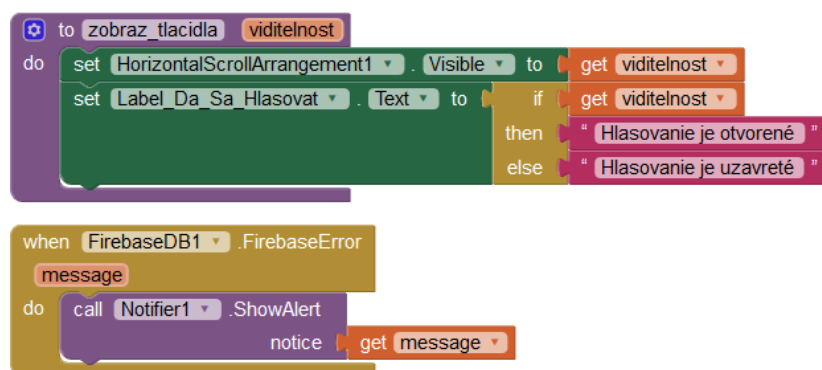 to zobraz_tlacidla viditelnost
do set HorizontalScrollArrangement1 . Visible to get viditelnost
set Label_Da_Sa_Hlasovat . Text to if get viditelnost
then " Hlasovanie je otvorené "
else " Hlasovanie je uzavreté "
when FirebaseDB1 .FirebaseError
message
do call Notifier1 .ShowAlert
notice get message